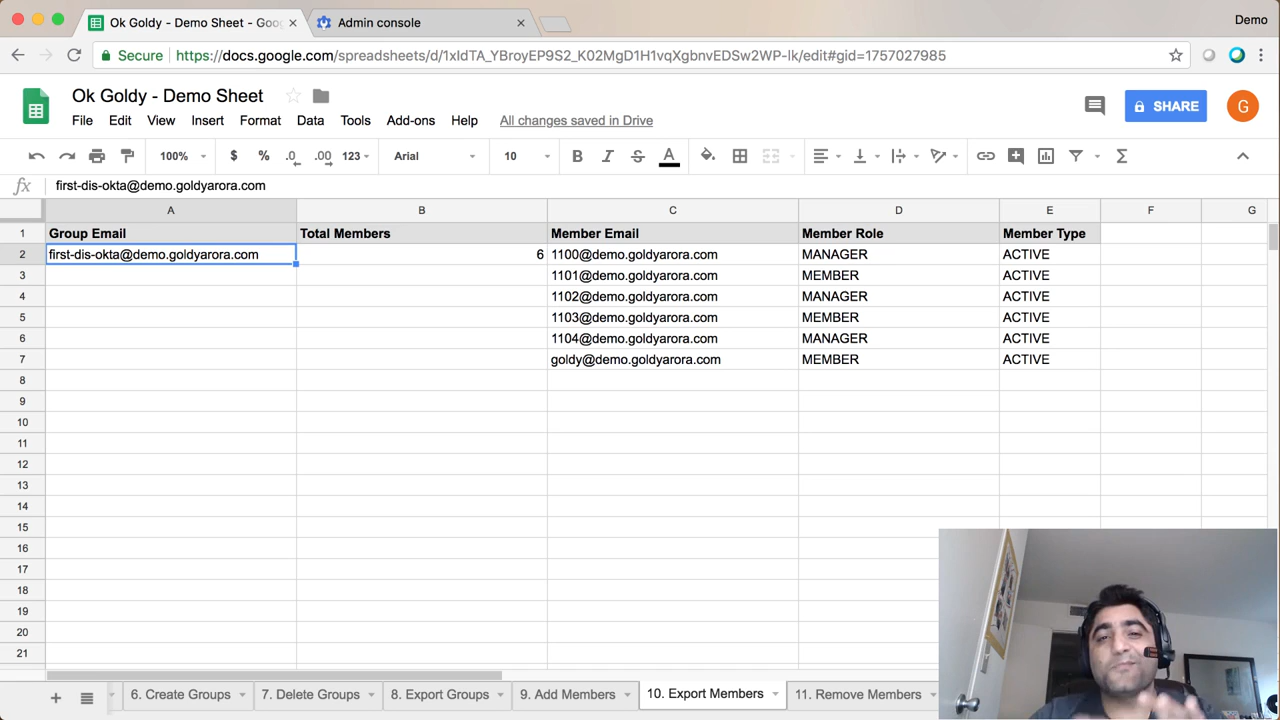 Ok Goldy - Demo Sheet - Goo
Admin console
Demo
Secure
https://docs.google.com/spreadsheets/d/1xIdTA_YBroyEP9S2_K02MgD1H1vqXgbnvEDSw2WP-lk/edit#gid=1757027985
Ok Goldy - Demo Sheet
File Edit View Insert Format Data Tools Add-ons Help All changes saved in Drive
SHARE
G
100% $ % .0 .00 123 Arial 10 B I S A Σ
fx first-dis-okta@demo.goldyarora.com
A B C D E F G
1 Group Email Total Members Member Email Member Role Member Type
2 first-dis-okta@demo.goldyarora.com 6 1100@demo.goldyarora.com MANAGER ACTIVE
3 1101@demo.goldyarora.com MEMBER ACTIVE
4 1102@demo.goldyarora.com MANAGER ACTIVE
5 1103@demo.goldyarora.com MEMBER ACTIVE
6 1104@demo.goldyarora.com MANAGER ACTIVE
7 goldy@demo.goldyarora.com MEMBER ACTIVE
8
9
10
11
12
13
14
15
16
17
18
19
20
21
6. Create Groups 7. Delete Groups 8. Export Groups 9. Add Members 10. Export Members 11. Remove Members